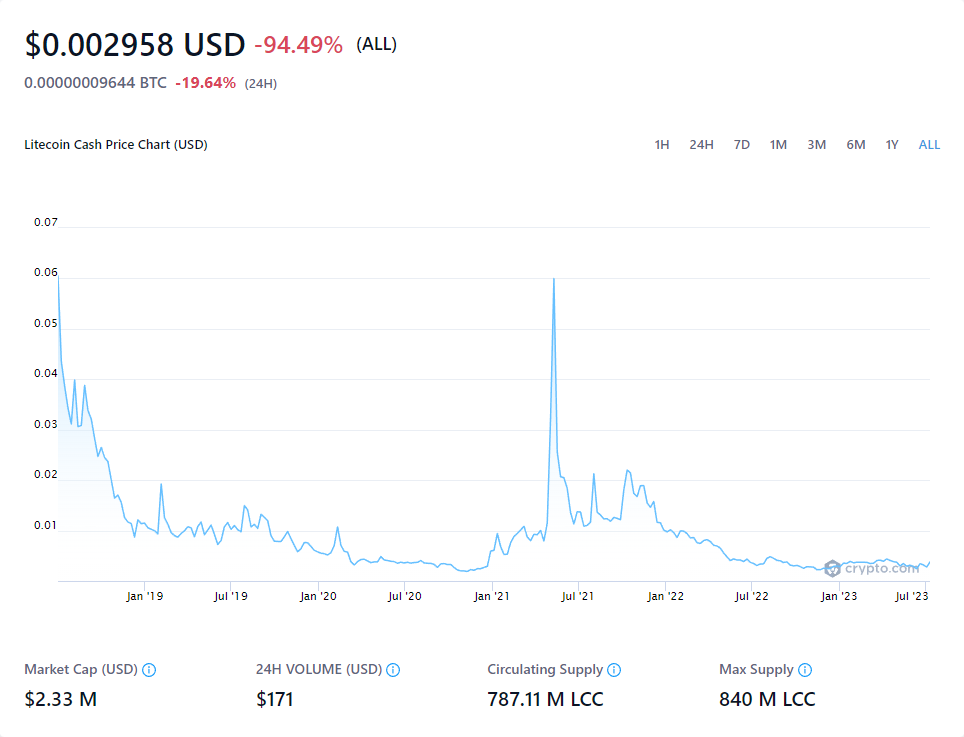 $0.002958 USD -94.49% (ALL)
0.00000009644 BTC -19.64% (24H)
Litecoin Cash Price Chart (USD) 1H 24H 7D 1M 3M 6M 1Y ALL
0.07
0.06
0.05
0.04
0.03
0.02
0.01
crypto.com
Jan '19 Jul '19 Jan '20 Jul '20 Jan '21 Jul '21 Jan '22 Jul '22 Jan '23 Jul '23
Market Cap (USD) 24H VOLUME (USD) Circulating Supply Max Supply
$2.33 M $171 787.11 M LCC 840 M LCC